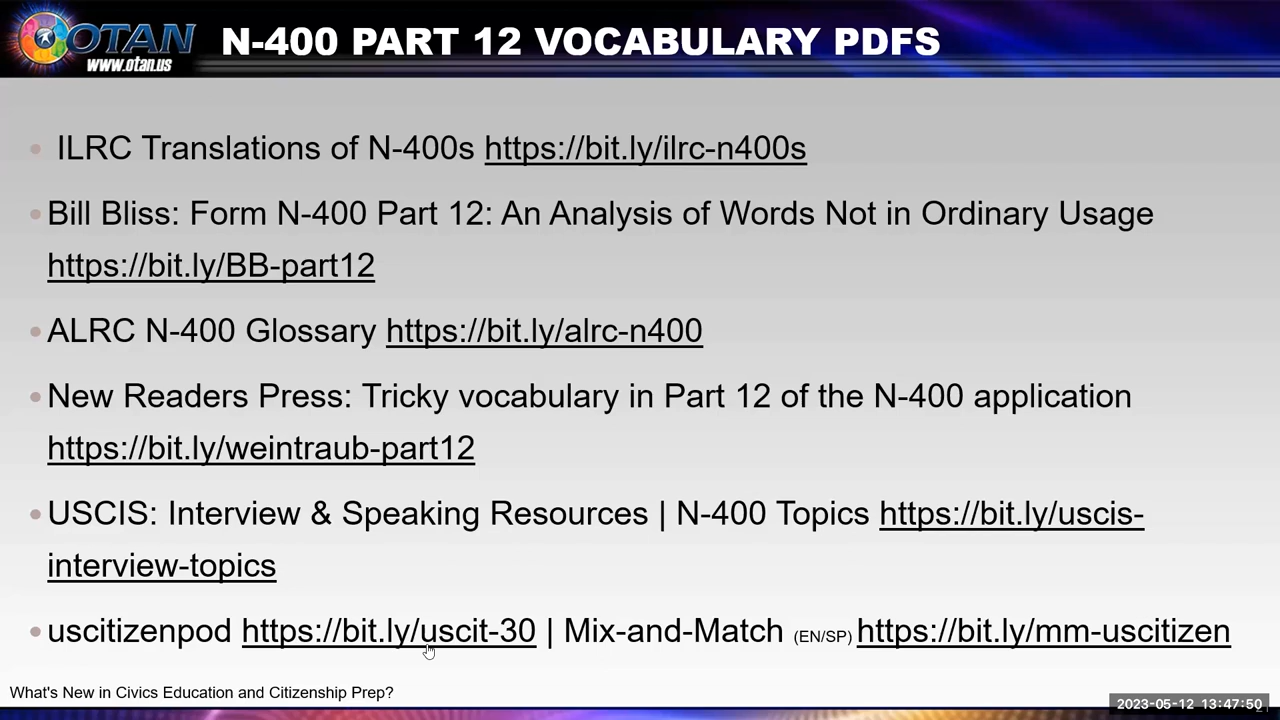 OTAN
www.otan.us
N-400 PART 12 VOCABULARY PDFS
• ILRC Translations of N-400s https://bit.ly/ilrc-n400s
• Bill Bliss: Form N-400 Part 12: An Analysis of Words Not in Ordinary Usage
https://bit.ly/BB-part12
• ALRC N-400 Glossary https://bit.ly/alrc-n400
• New Readers Press: Tricky vocabulary in Part 12 of the N-400 application
https://bit.ly/weintraub-part12
• USCIS: Interview & Speaking Resources | N-400 Topics https://bit.ly/uscis-
interview-topics
• uscitizenpod https://bit.ly/uscit-30 | Mix-and-Match (EN/SP) https://bit.ly/mm-uscitizen
What's New in Civics Education and Citizenship Prep?
2023-05-12 13:47:50